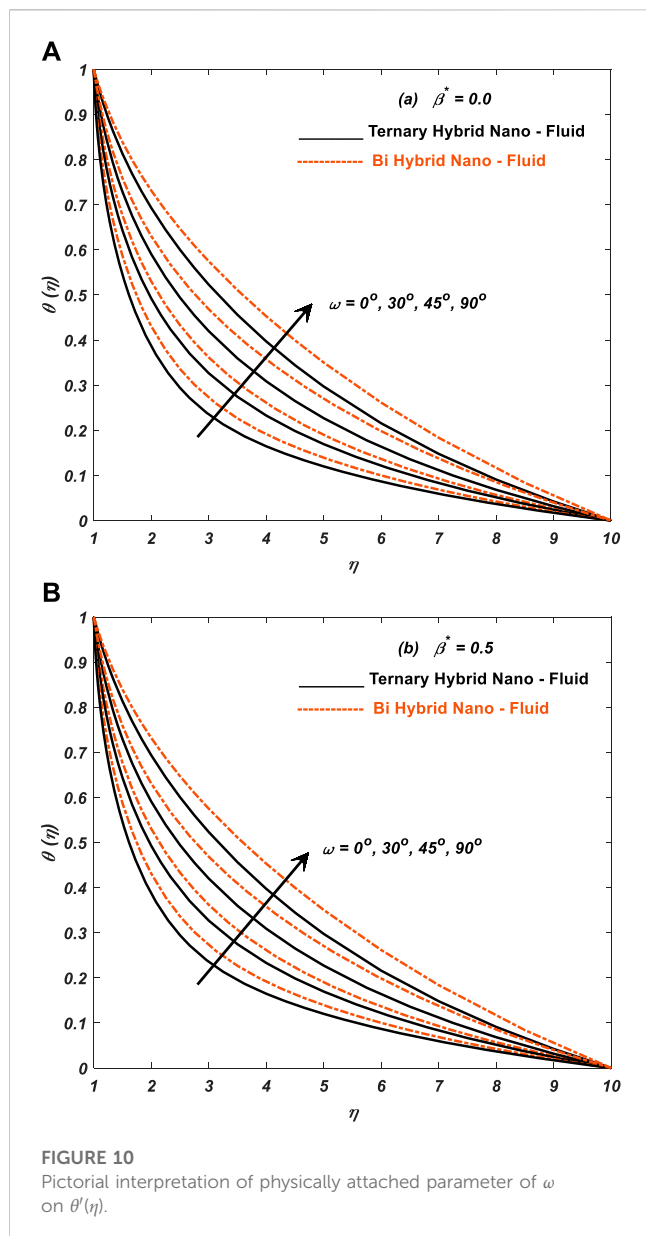 A
(a) β* = 0.0
Ternary Hybrid Nano - Fluid
Bi Hybrid Nano - Fluid
ω = 0°, 30°, 45°, 90°
θ (η)
1
0.9
0.8
0.7
0.6
0.5
0.4
0.3
0.2
0.1
0
1 2 3 4 5 6 7 8 9 10
η
B
(b) β* = 0.5
Ternary Hybrid Nano - Fluid
Bi Hybrid Nano - Fluid
ω = 0°, 30°, 45°, 90°
θ (η)
1
0.9
0.8
0.7
0.6
0.5
0.4
0.3
0.2
0.1
0
1 2 3 4 5 6 7 8 9 10
η
FIGURE 10
Pictorial interpretation of physically attached parameter of ω
on θ′(η).